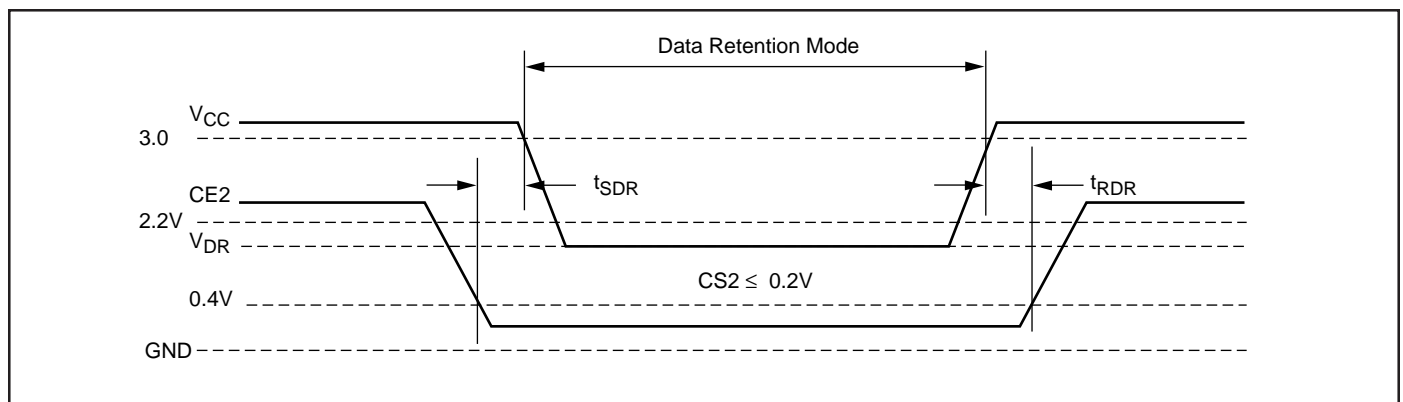 Data Retention Mode
VCC
3.0
tSDR
tRDR
CE2
2.2V
VDR
CS2 ≤ 0.2V
0.4V
GND